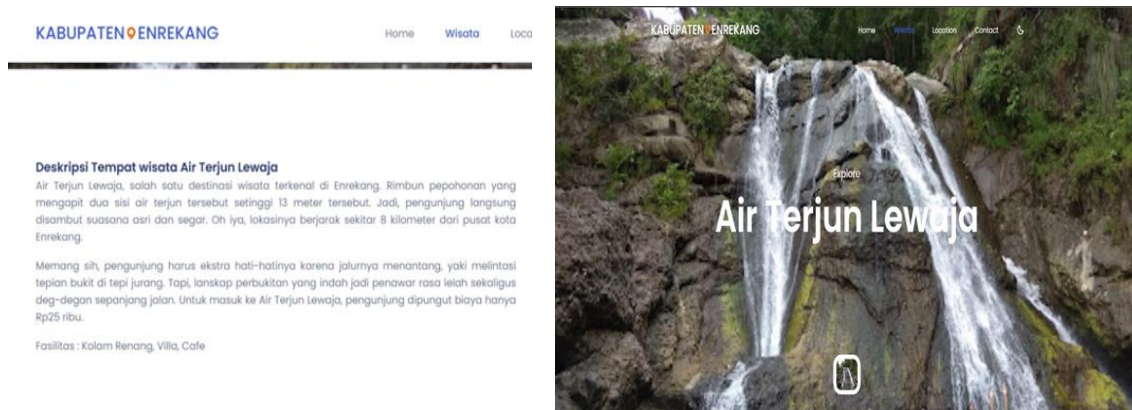 KABUPATEN ENREKANG
Home Wisata Loca
Deskripsi Tempat wisata Air Terjun Lewaja
Air Terjun Lewaja, salah satu destinasi wisata terkenal di Enrekang. Rimbun pepohonan yang
mengapit dua sisi air terjun tersebut setinggi 13 meter tersebut. Jadi, pengunjung langsung
disambut suasana asri dan segar. Oh iya, lokasinya berjarak sekitar 8 kilometer dari pusat kota
Enrekang.
Memang sih, pengunjung harus ekstra hati-hatinya karena jalurnya menantang, yaki melintasi
tepian bukit di tepi jurang. Tapi, lanskap perbukitan yang indah jadi penawar rasa lelah sekaligus
deg-degan sepanjang jalan. Untuk masuk ke Air Terjun Lewaja, pengunjung dipungut biaya hanya
Rp25 ribu.
Fasilitas : Kolam Renang, Villa, Cafe
KABUPATEN ENREKANG
Home Wisata Location Contact
Explore
Air Terjun Lewaja